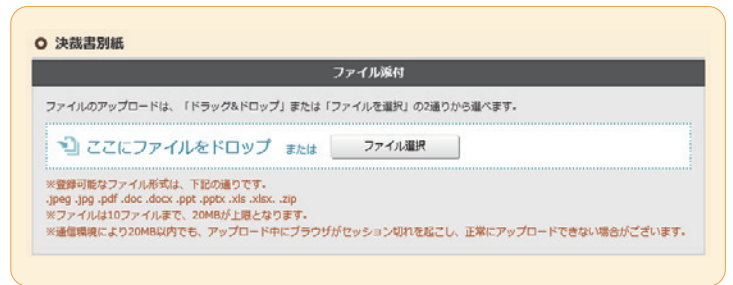 決裁書別紙
ファイル添付
ファイルのアップロードは、「ドラッグ&ドロップ」または「ファイルを選択」の2通りから選べます。
ここにファイルをドロップ または ファイル選択
※登録可能なファイル形式は、下記の通りです。
.jpeg .jpg .pdf .doc .docx .ppt .pptx .xls .xlsx. .zip
※ファイルは10ファイルまで、20MBが上限となります。
※通信環境により20MB以内でも、アップロード中にブラウザがセッション切れを起こし、正常にアップロードできない場合がございます。